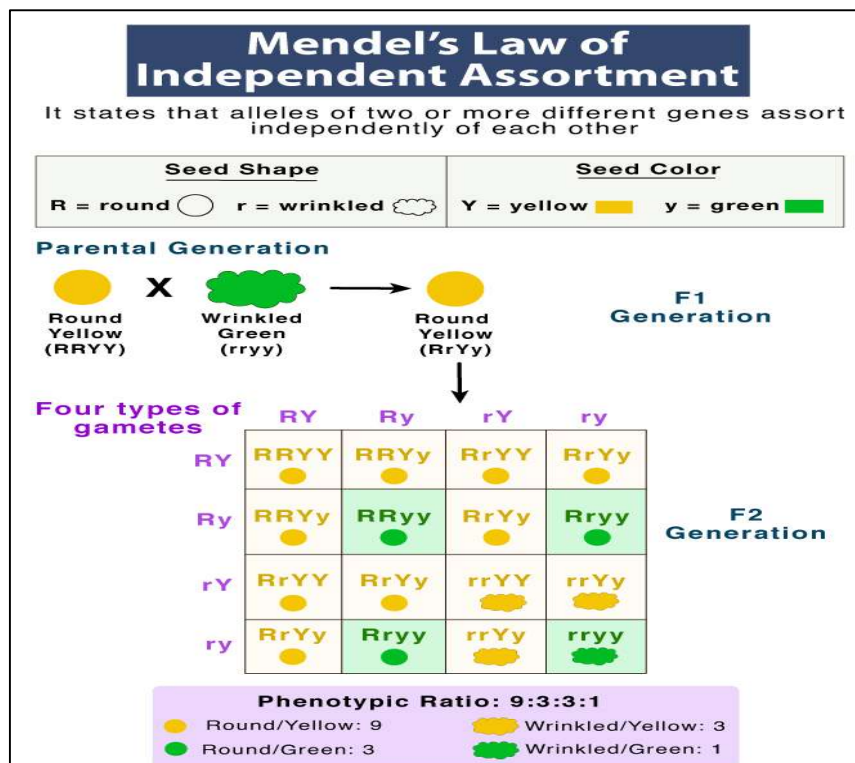 Mendel's Law of
Independent Assortment
It states that alleles of two or more different genes assort
independently of each other
Seed Shape
R = round r = wrinkled
Seed Color
Y = yellow y = green
Parental Generation
X
Round
Yellow
(RRYY)
Wrinkled
Green
(rryy)
Round
Yellow
(RrYy)
F1
Generation
Four types of
gametes
RY Ry rY ry
RY RRYY RRYy RrYY RrYy
Ry RRYy RRyy RrYy Rryy
F2
Generation
rY RrYY RrYy rrYY rrYy
ry RrYy Rryy rrYy rryy
Phenotypic Ratio: 9:3:3:1
Round/Yellow: 9 Wrinkled/Yellow: 3
Round/Green: 3 Wrinkled/Green: 1